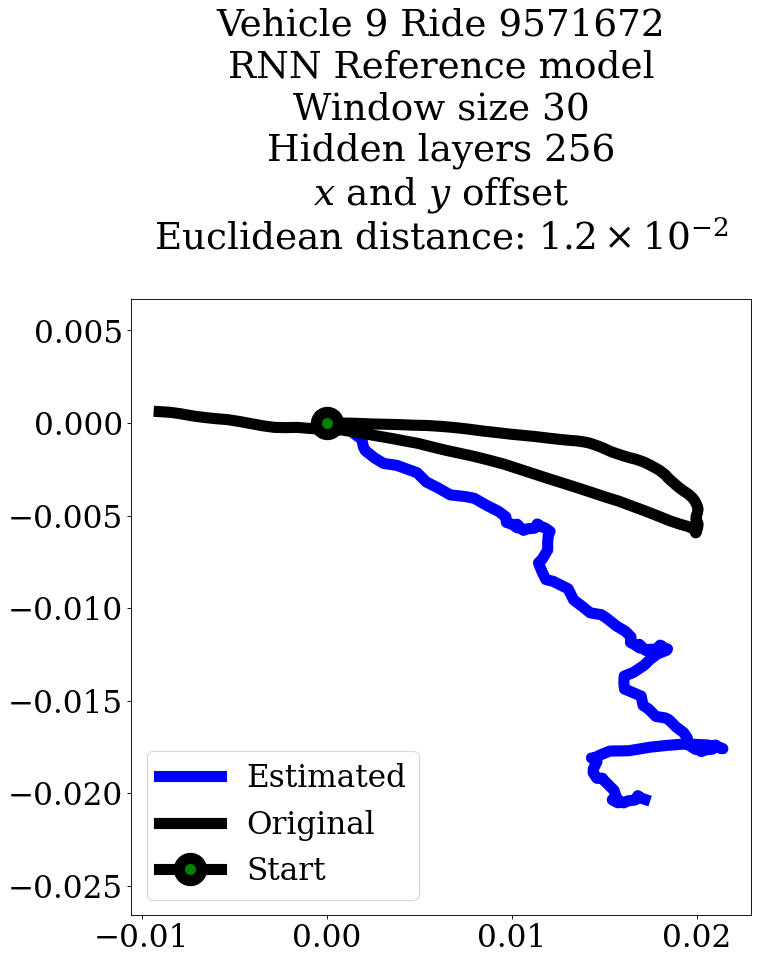 Vehicle 9 Ride 9571672
RNN Reference model
Window size 30
Hidden layers 256
x and y offset
Euclidean distance: 1.2 × 10⁻²
0.005
0.000
−0.005
−0.010
−0.015
−0.020
−0.025
Estimated
Original
Start
−0.01 0.00 0.01 0.02